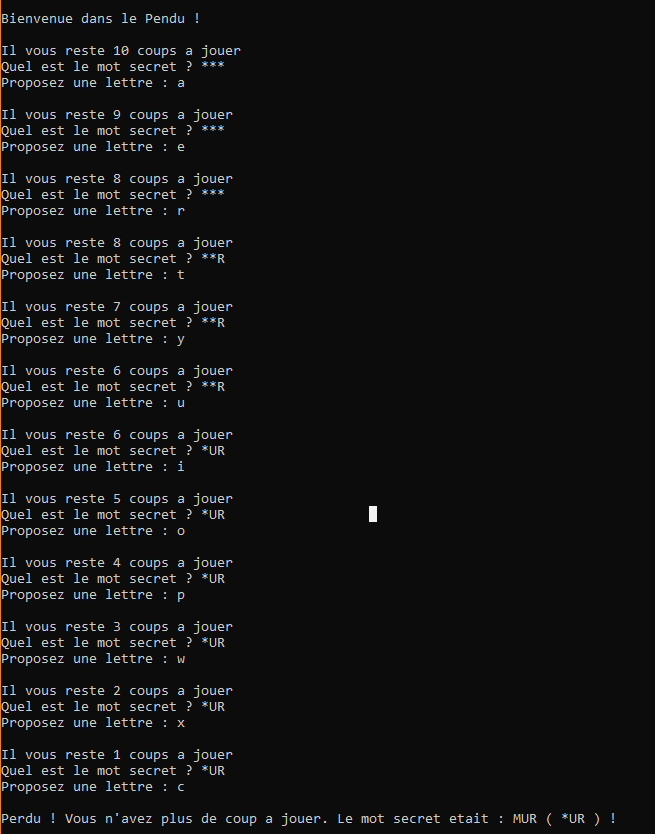 Bienvenue dans le Pendu !
Il vous reste 10 coups a jouer
Quel est le mot secret ? ***
Proposez une lettre : a
Il vous reste 9 coups a jouer
Quel est le mot secret ? ***
Proposez une lettre : e
Il vous reste 8 coups a jouer
Quel est le mot secret ? ***
Proposez une lettre : r
Il vous reste 8 coups a jouer
Quel est le mot secret ? **R
Proposez une lettre : t
Il vous reste 7 coups a jouer
Quel est le mot secret ? **R
Proposez une lettre : y
Il vous reste 6 coups a jouer
Quel est le mot secret ? **R
Proposez une lettre : u
Il vous reste 6 coups a jouer
Quel est le mot secret ? *UR
Proposez une lettre : i
Il vous reste 5 coups a jouer
Quel est le mot secret ? *UR
Proposez une lettre : o
Il vous reste 4 coups a jouer
Quel est le mot secret ? *UR
Proposez une lettre : p
Il vous reste 3 coups a jouer
Quel est le mot secret ? *UR
Proposez une lettre : w
Il vous reste 2 coups a jouer
Quel est le mot secret ? *UR
Proposez une lettre : x
Il vous reste 1 coups a jouer
Quel est le mot secret ? *UR
Proposez une lettre : c
Perdu ! Vous n'avez plus de coup a jouer. Le mot secret etait : MUR ( *UR ) !